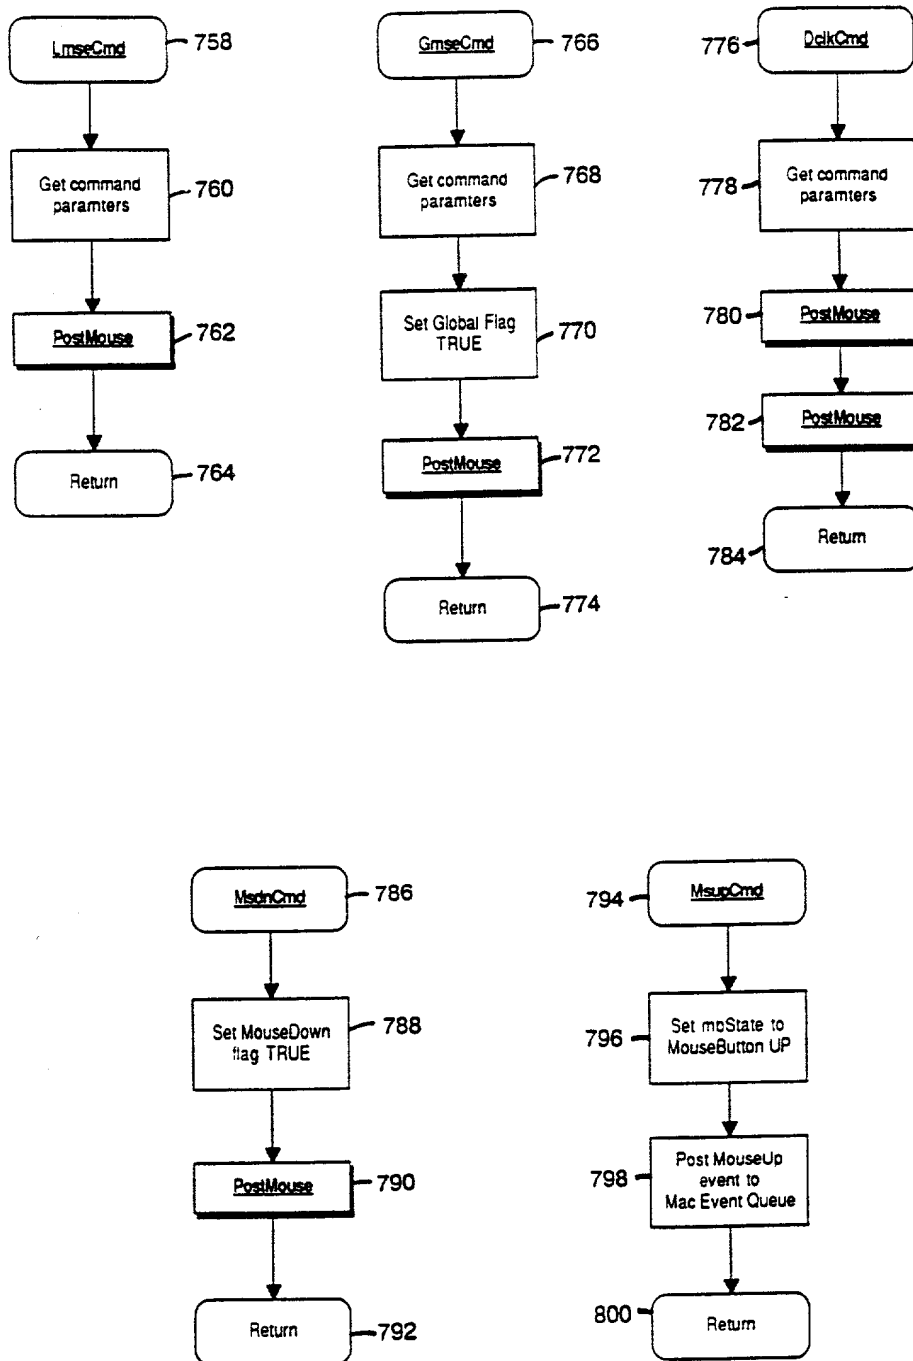 LmseCmd
758
Get command
paramters
760
PostMouse
762
Return
764
GmseCmd
766
Get command
paramters
768
Set Global Flag
TRUE
770
PostMouse
772
Return
774
DclkCmd
776
Get command
paramters
778
PostMouse
780
PostMouse
782
Return
784
MsdnCmd
786
Set MouseDown
flag TRUE
788
PostMouse
790
Return
792
MsupCmd
794
Set mbState to
MouseButton UP
796
Post MouseUp
event to
Mac Event Queue
798
Return
800